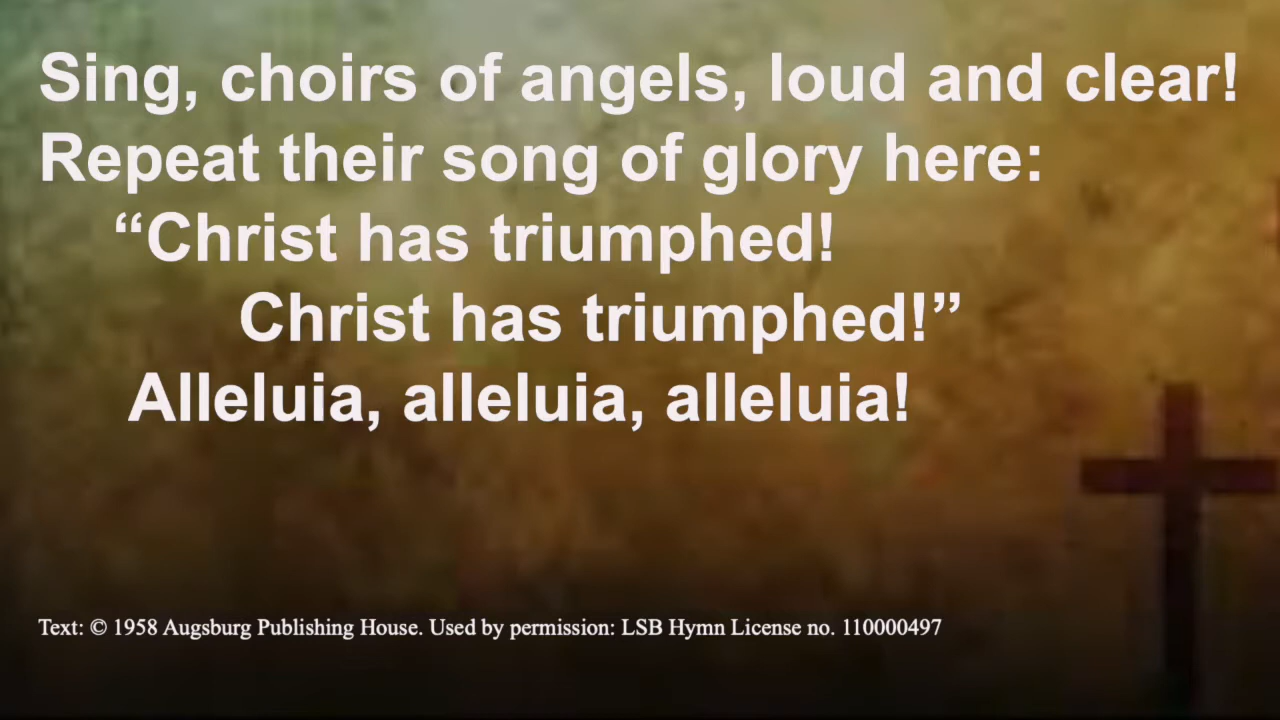 Sing, choirs of angels, loud and clear!
Repeat their song of glory here:
“Christ has triumphed!
Christ has triumphed!”
Alleluia, alleluia, alleluia!
Text: © 1958 Augsburg Publishing House. Used by permission: LSB Hymn License no. 110000497